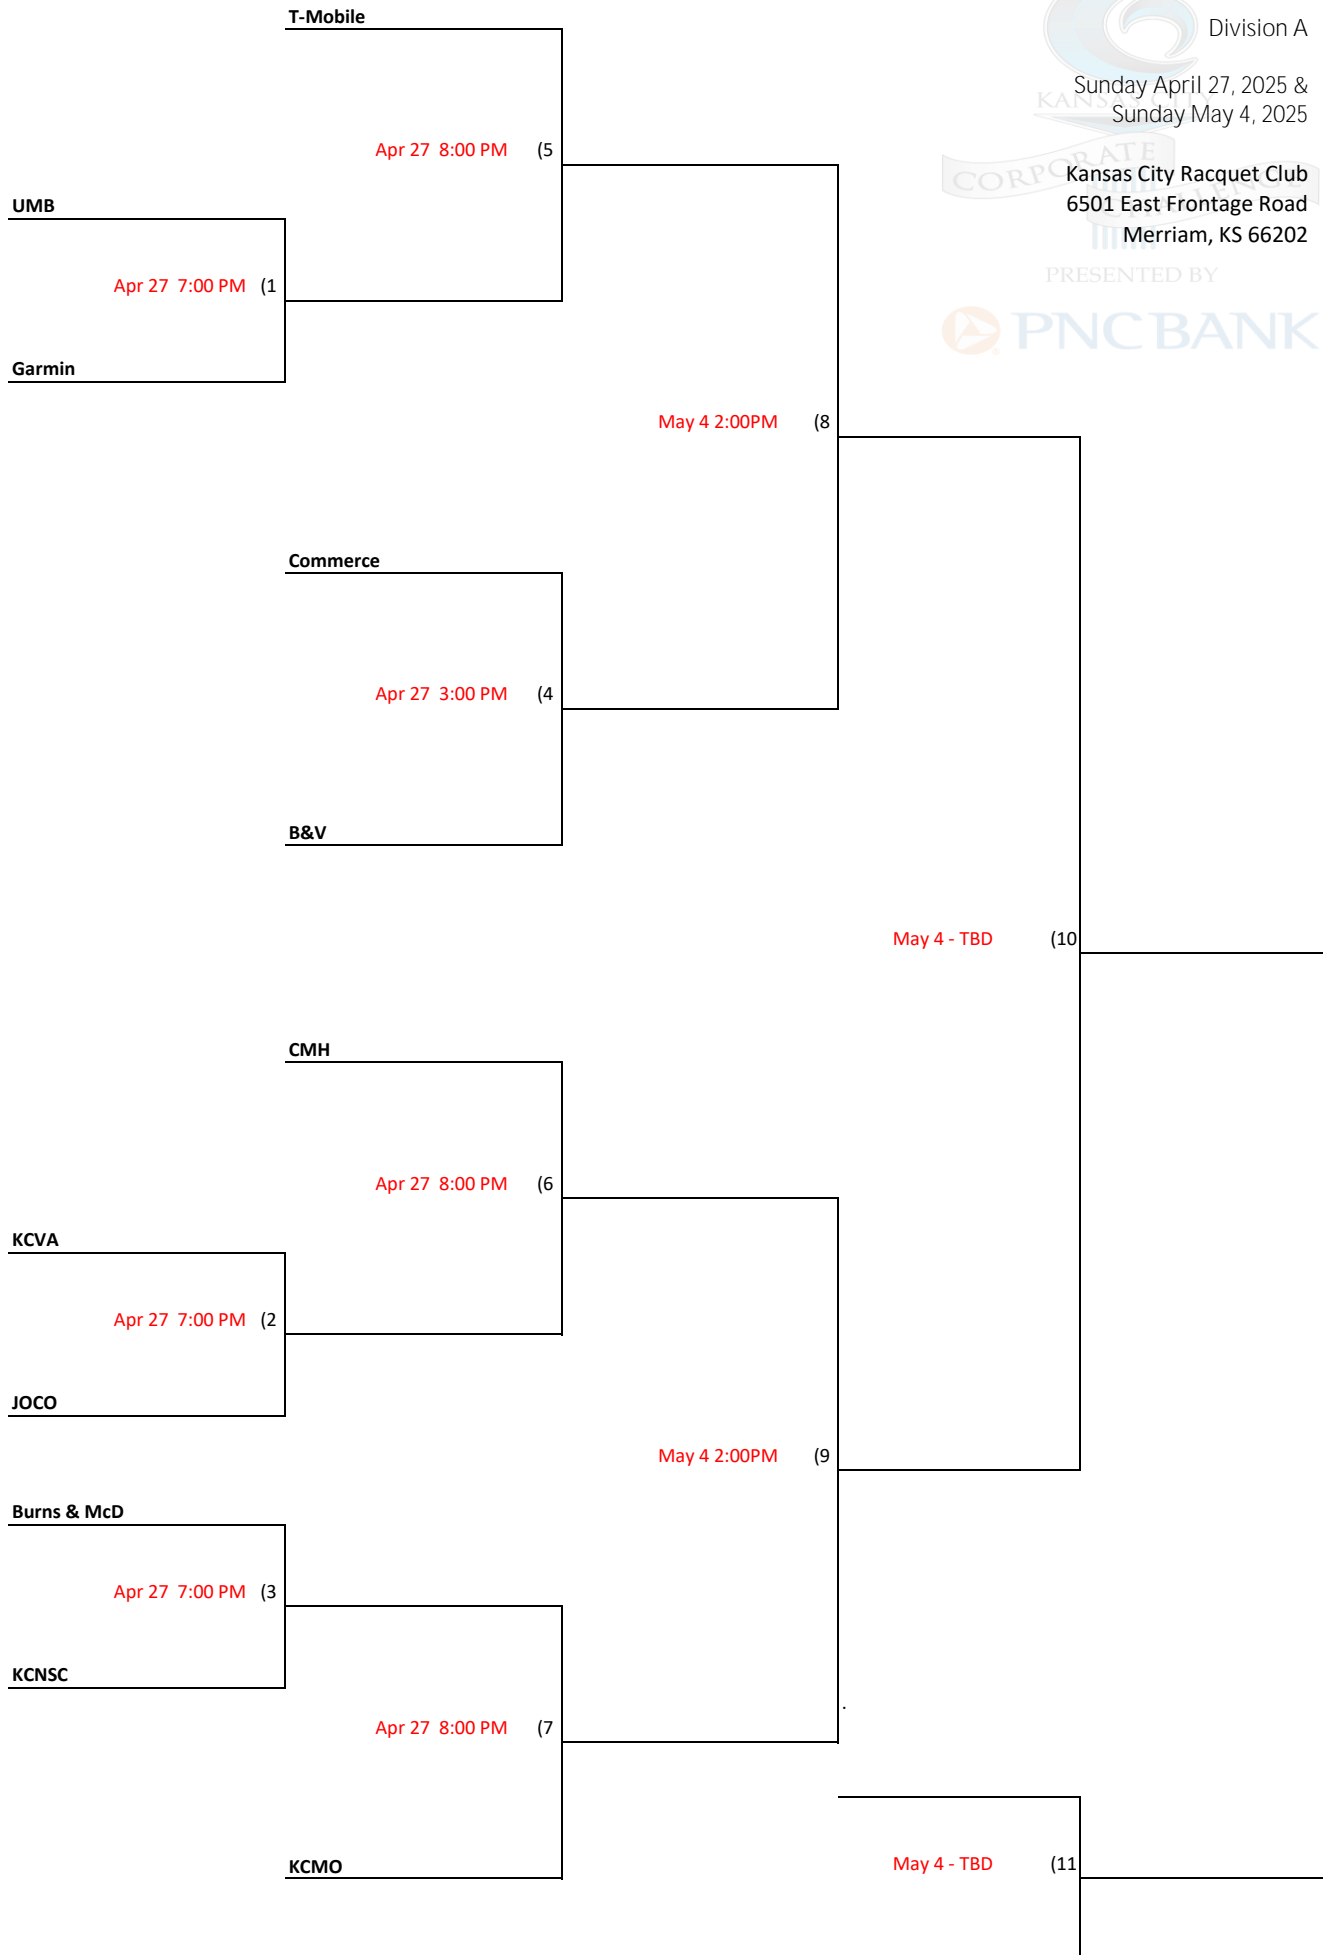 T-Mobile
Division A
Sunday April 27, 2025 &
Sunday May 4, 2025
KANSAS CITY
CORPORATE
CHALLENGE
Kansas City Racquet Club
6501 East Frontage Road
Merriam, KS 66202
PRESENTED BY
PNC BANK
Apr 27 8:00 PM (5
UMB
Apr 27 7:00 PM (1
Garmin
May 4 2:00PM (8
Commerce
Apr 27 3:00 PM (4
B&V
May 4 - TBD (10
CMH
Apr 27 8:00 PM (6
KCVA
Apr 27 7:00 PM (2
JOCO
May 4 2:00PM (9
Burns & McD
Apr 27 7:00 PM (3
KCNSC
.
Apr 27 8:00 PM (7
KCMO
May 4 - TBD (11